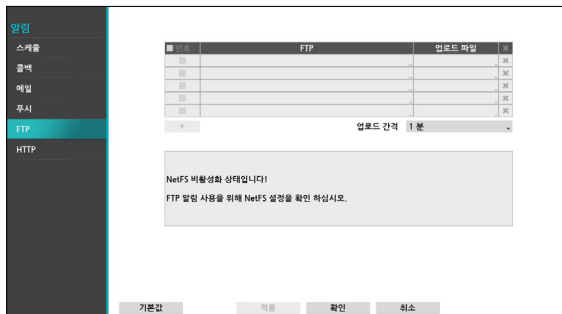 알림
스케줄
콜백
메일
푸시
FTP
HTTP
번호 FTP 업로드 파일
+ 업로드 간격 1 분
NetFS 비활성화 상태입니다!
FTP 알림 사용을 위해 NetFS 설정을 확인 하십시오.
기본값 적용 확인 취소